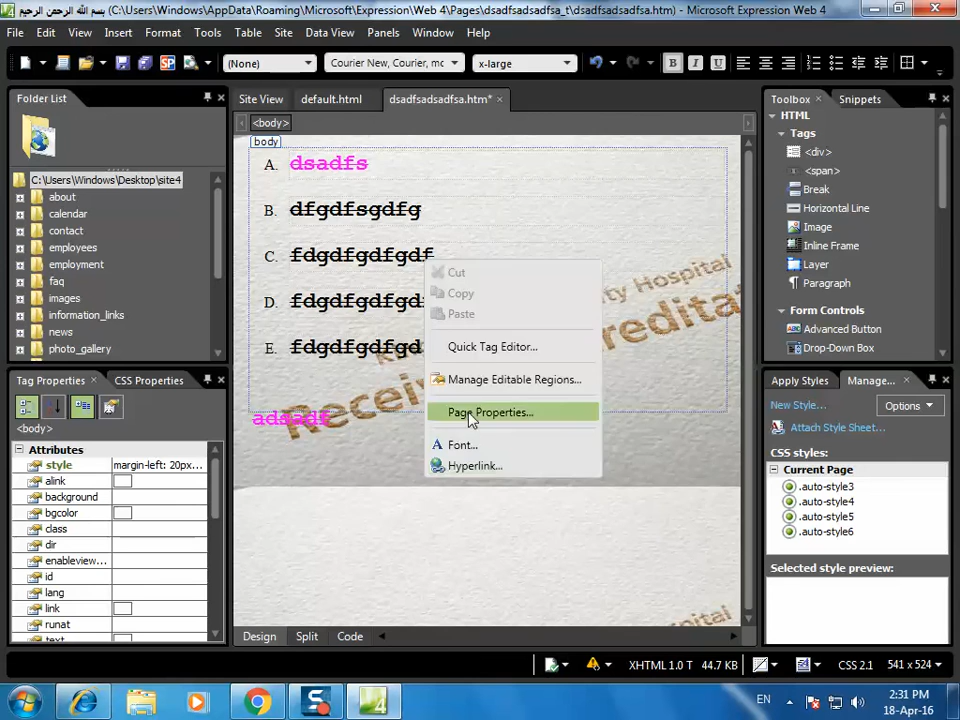 بسم الله الرحمن الرحيم (C:\Users\Windows\AppData\Roaming\Microsoft\Expression\Web 4\Pages\dsadfsadsadfsa_t\dsadfsadsadfsa.htm) - Microsoft Expression Web 4
File Edit View Insert Format Tools Table Site Data View Panels Window Help
(None) Courier New, Courier, mc x-large B I U
Folder List
Site View default.html dsadfsadsadfsa.htm*
Toolbox Snippets
<body>
body
C:\Users\Windows\Desktop\site4
about
calendar
contact
employees
employment
faq
images
information_links
news
photo_gallery
A. dsadfs
B. dfgdfsgdfg
C. fdgdfgdfgdf
D. fdgdfgdfgd
E. fdgdfgdfgd
adsadf
ty Hospital
creditat
Receiv
pital
Cut
Copy
Paste
Quick Tag Editor...
Manage Editable Regions...
Page Properties...
Font...
Hyperlink...
HTML
Tags
<div>
<span>
Break
Horizontal Line
Image
Inline Frame
Layer
Paragraph
Form Controls
Advanced Button
Drop-Down Box
Tag Properties CSS Properties
<body>
Attributes
style margin-left: 20px...
alink
background
bgcolor
class
dir
enableview...
id
lang
link
runat
text
Apply Styles Manage...
New Style... Options
Attach Style Sheet...
CSS styles:
Current Page
.auto-style3
.auto-style4
.auto-style5
.auto-style6
Selected style preview:
Design Split Code
XHTML 1.0 T 44.7 KB CSS 2.1 541 x 524
EN
2:31 PM
18-Apr-16